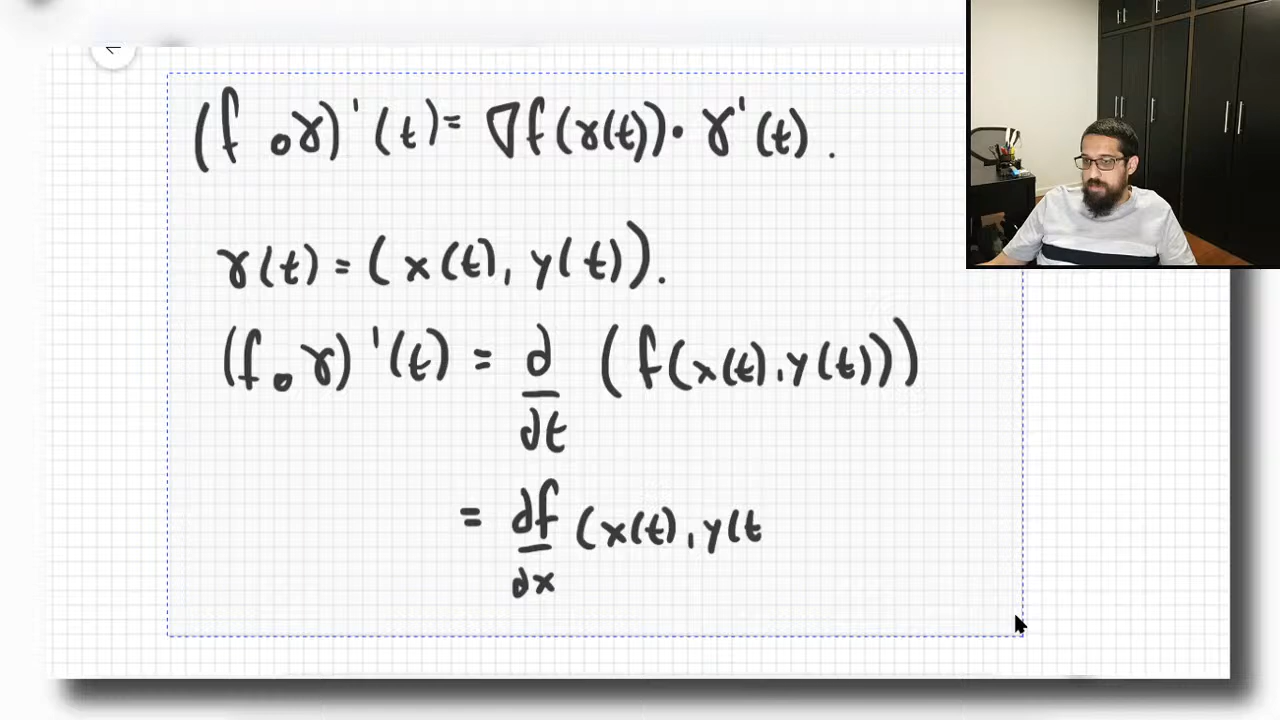 (f ∘ γ)'(t) = ∇f(γ(t)) · γ'(t).
γ(t) = (x(t), y(t)).
(f ∘ γ)'(t) = d/dt (f(x(t), y(t)))
= df/dx (x(t), y(t